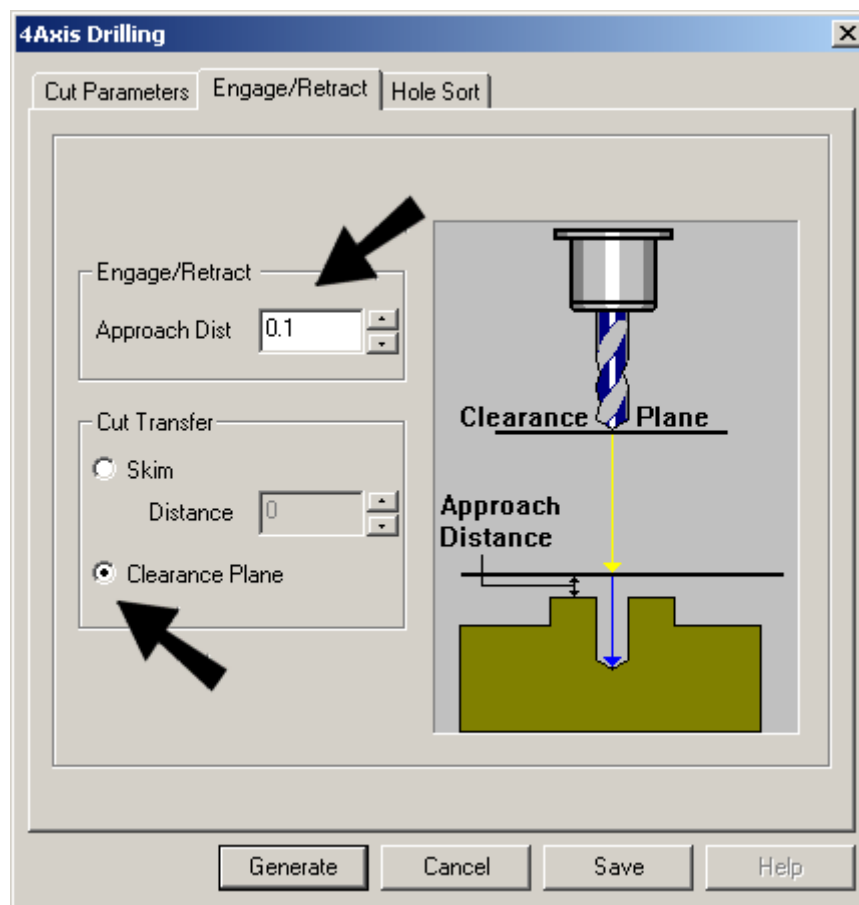 4Axis Drilling
Cut Parameters Engage/Retract Hole Sort
Engage/Retract
Approach Dist 0.1
Cut Transfer
Skim
Distance 0
Clearance Plane
Clearance Plane
Approach
Distance
Generate Cancel Save Help